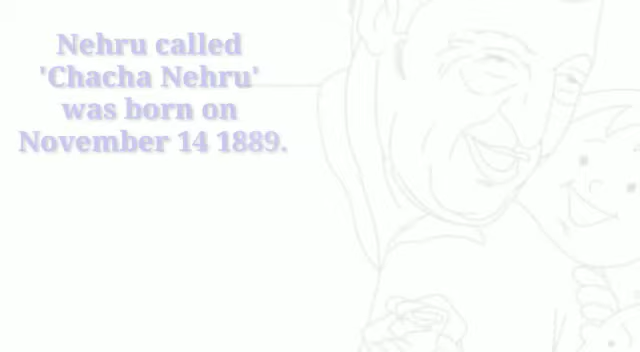 Nehru called
'Chacha Nehru'
was born on
November 14 1889.